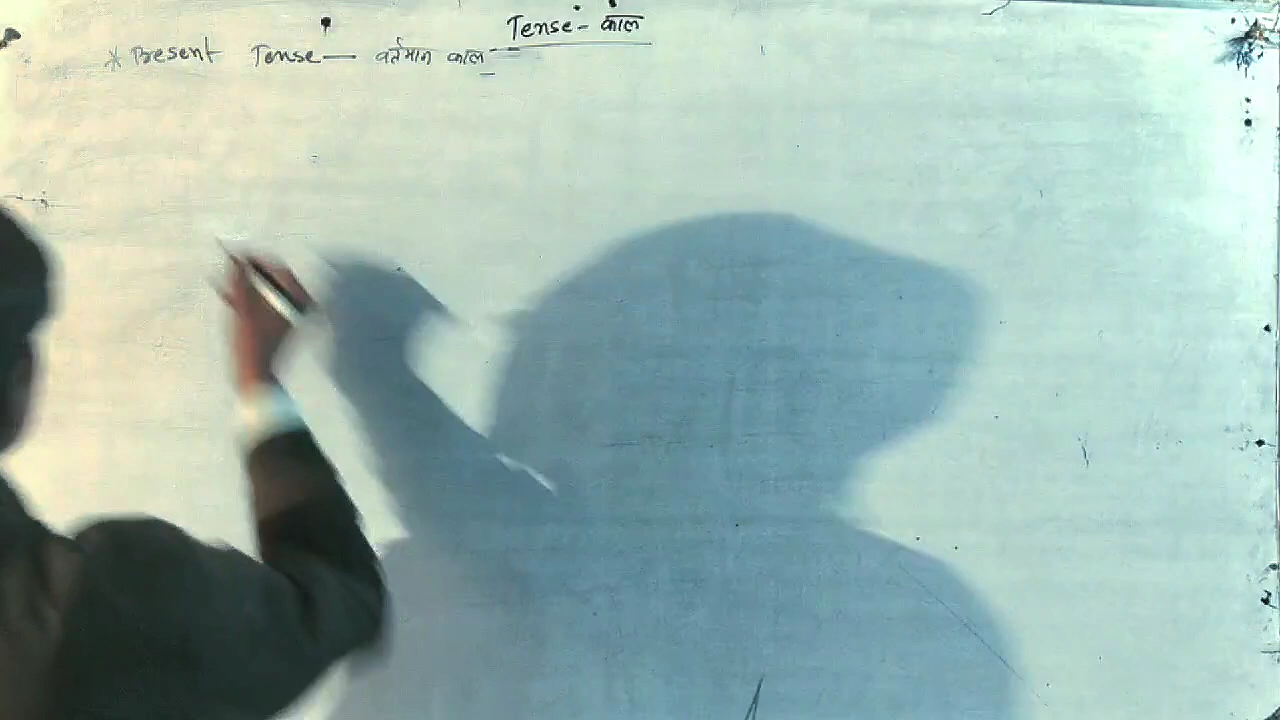 Tense - काल
* Present Tense — वर्तमान काल